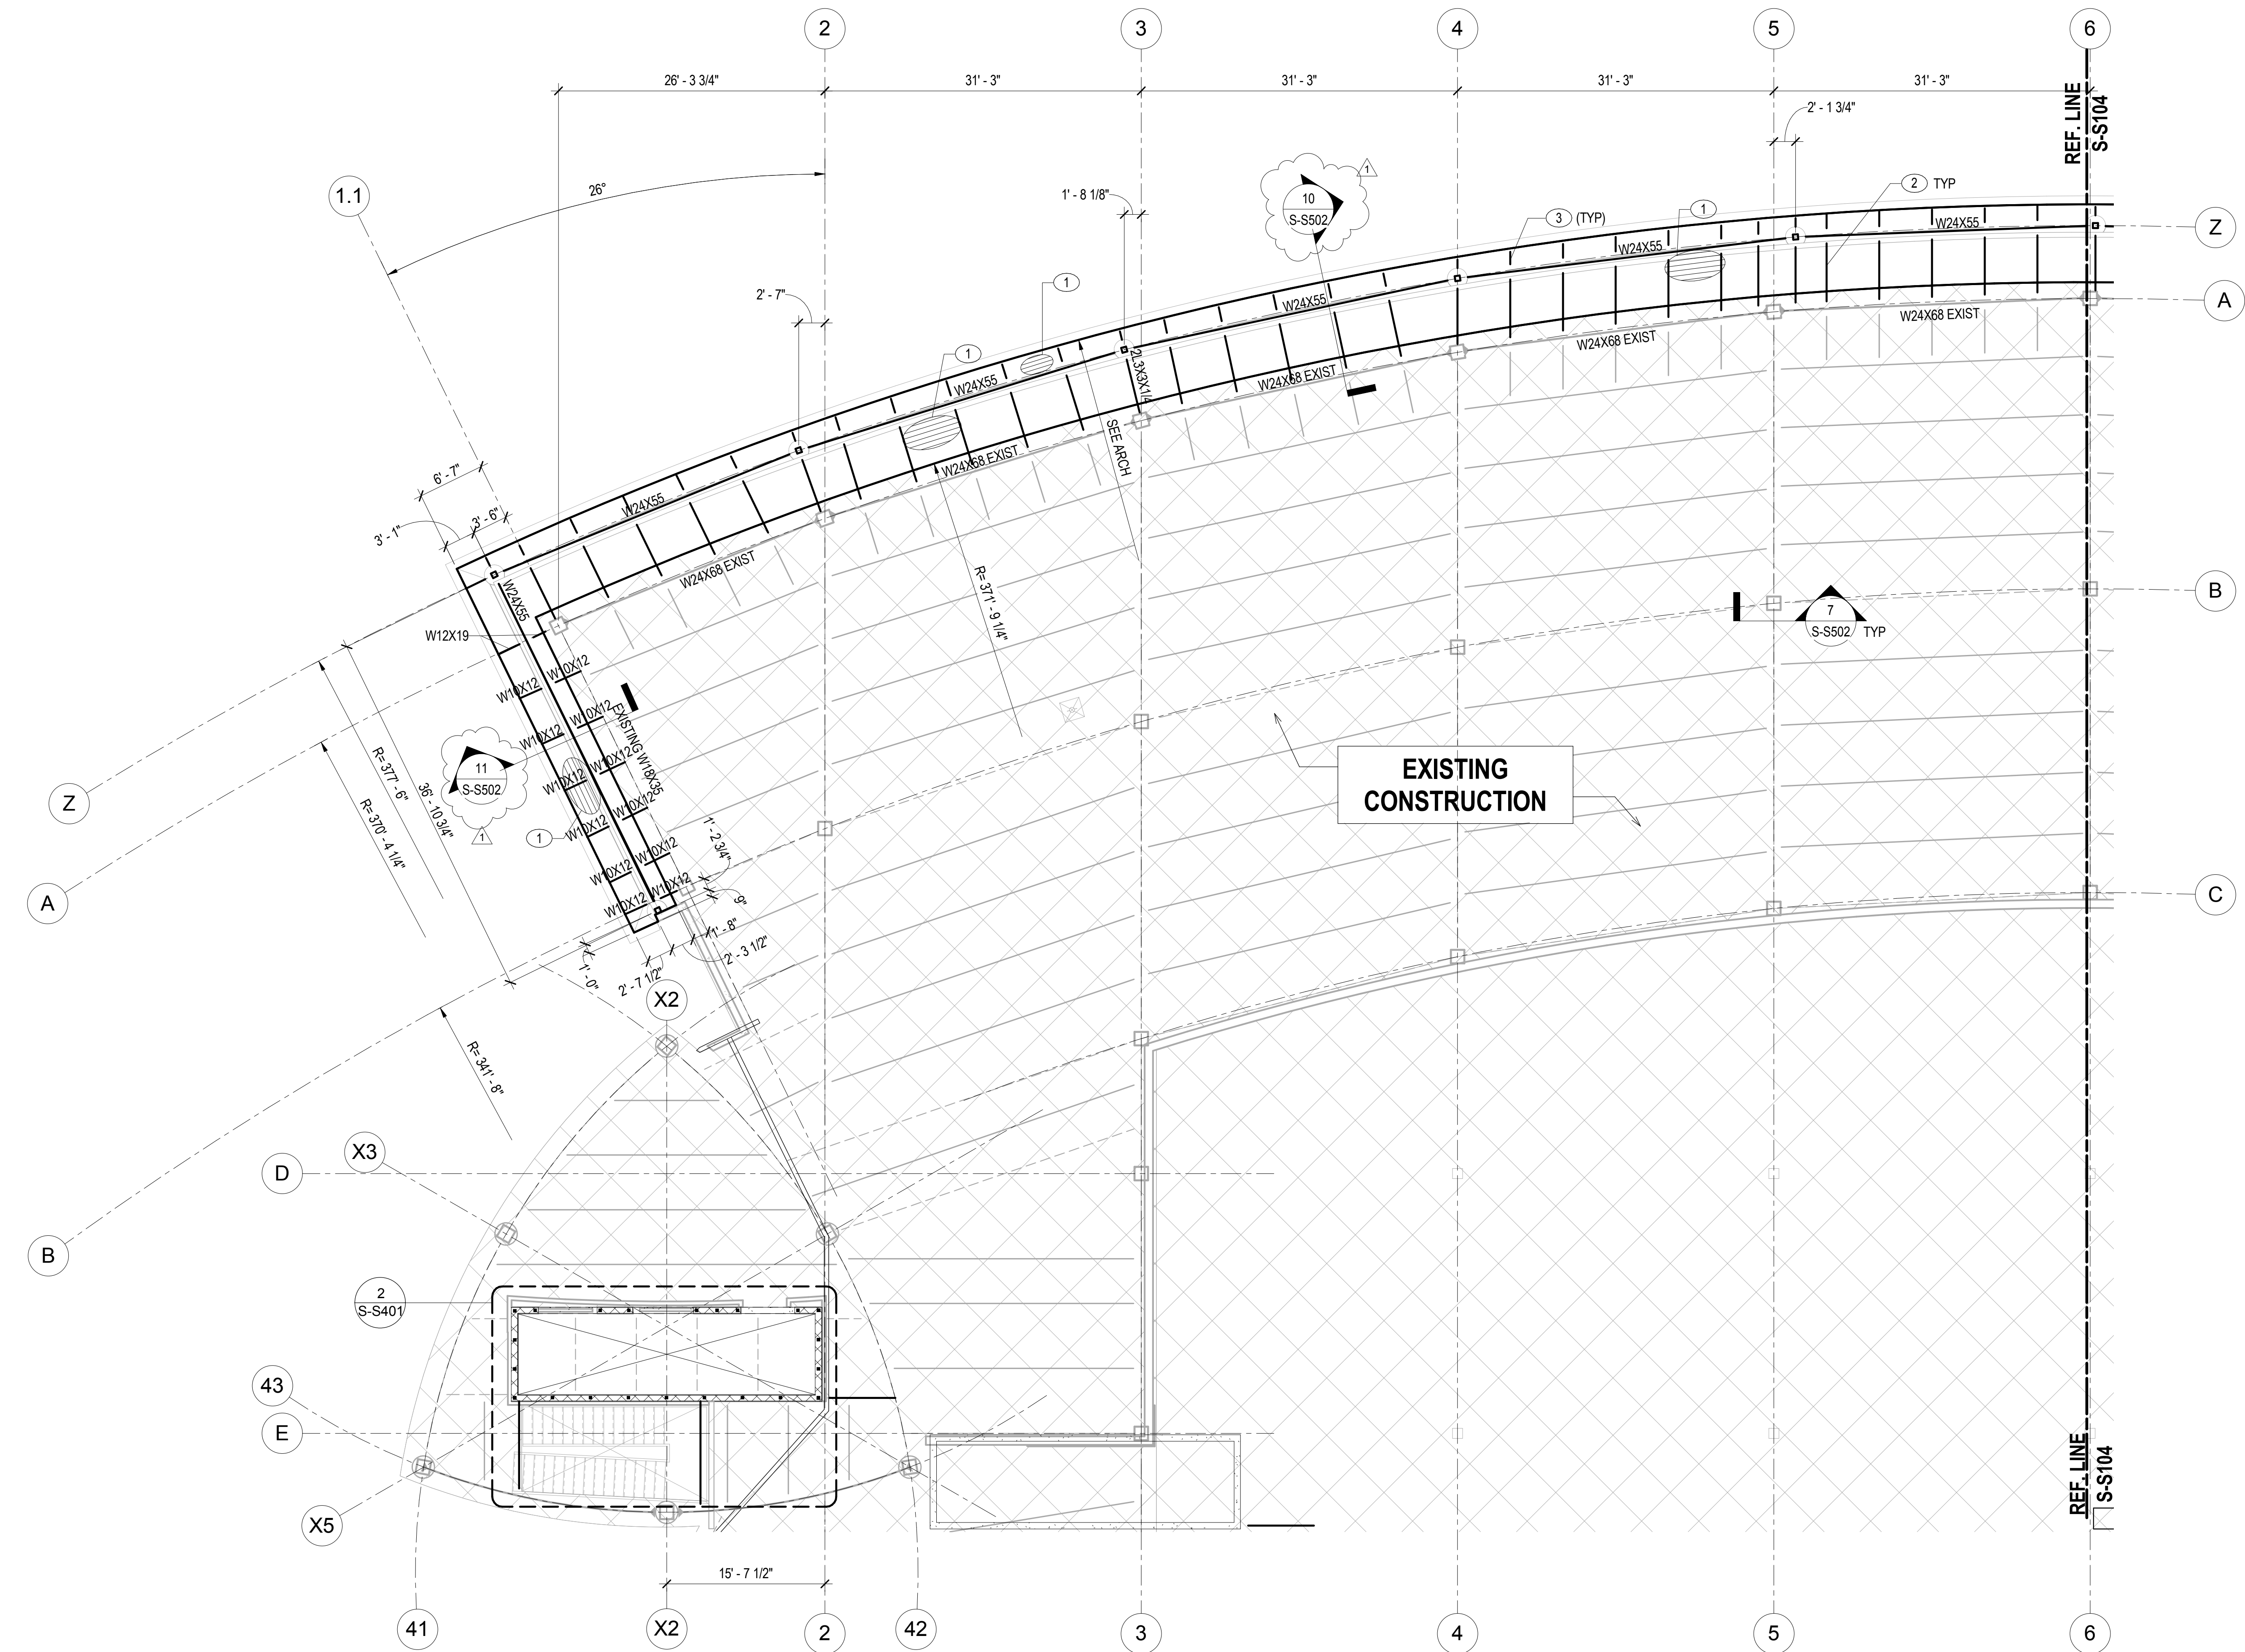 2
3
4
5
6
26' - 3 3/4"
31' - 3"
31' - 3"
31' - 3"
31' - 3"
2' - 1 3/4"
REF. LINE
S-S104
1.1
26°
1' - 8 1/8"
10
S-S502
1
3 (TYP)
1
2 TYP
W24X55
W24X55
Z
2' - 7"
1
W24X55
W24X68 EXIST
W24X68 EXIST
A
1
W24X55
2L3X3X1/4
W24X68 EXIST
SEE ARCH
W24X68 EXIST
6' - 7"
3' - 6"
3' - 1"
W24X55
W24X68 EXIST
R= 371' - 9 1/4"
W24X55
W12X19
B
7
S-S502
TYP
W10X12
W10X12
W10X12
W10X12
W10X12
W10X12
W10X12
W10X12
W10X12
W10X12
W10X12
W10X12
EXISTING W18X35
11
S-S502
1
1
EXISTING
CONSTRUCTION
Z
R= 377' - 6"
36' - 10 3/4"
R= 370' - 4 1/4"
A
1' - 2 3/4"
9"
1' - 8"
2' - 3 1/2"
2' - 7 1/2"
1' - 0"
C
X2
R= 341' - 8"
X3
D
B
2
S-S401
43
E
X5
REF. LINE
S-S104
15' - 7 1/2"
41
X2
2
42
3
4
5
6